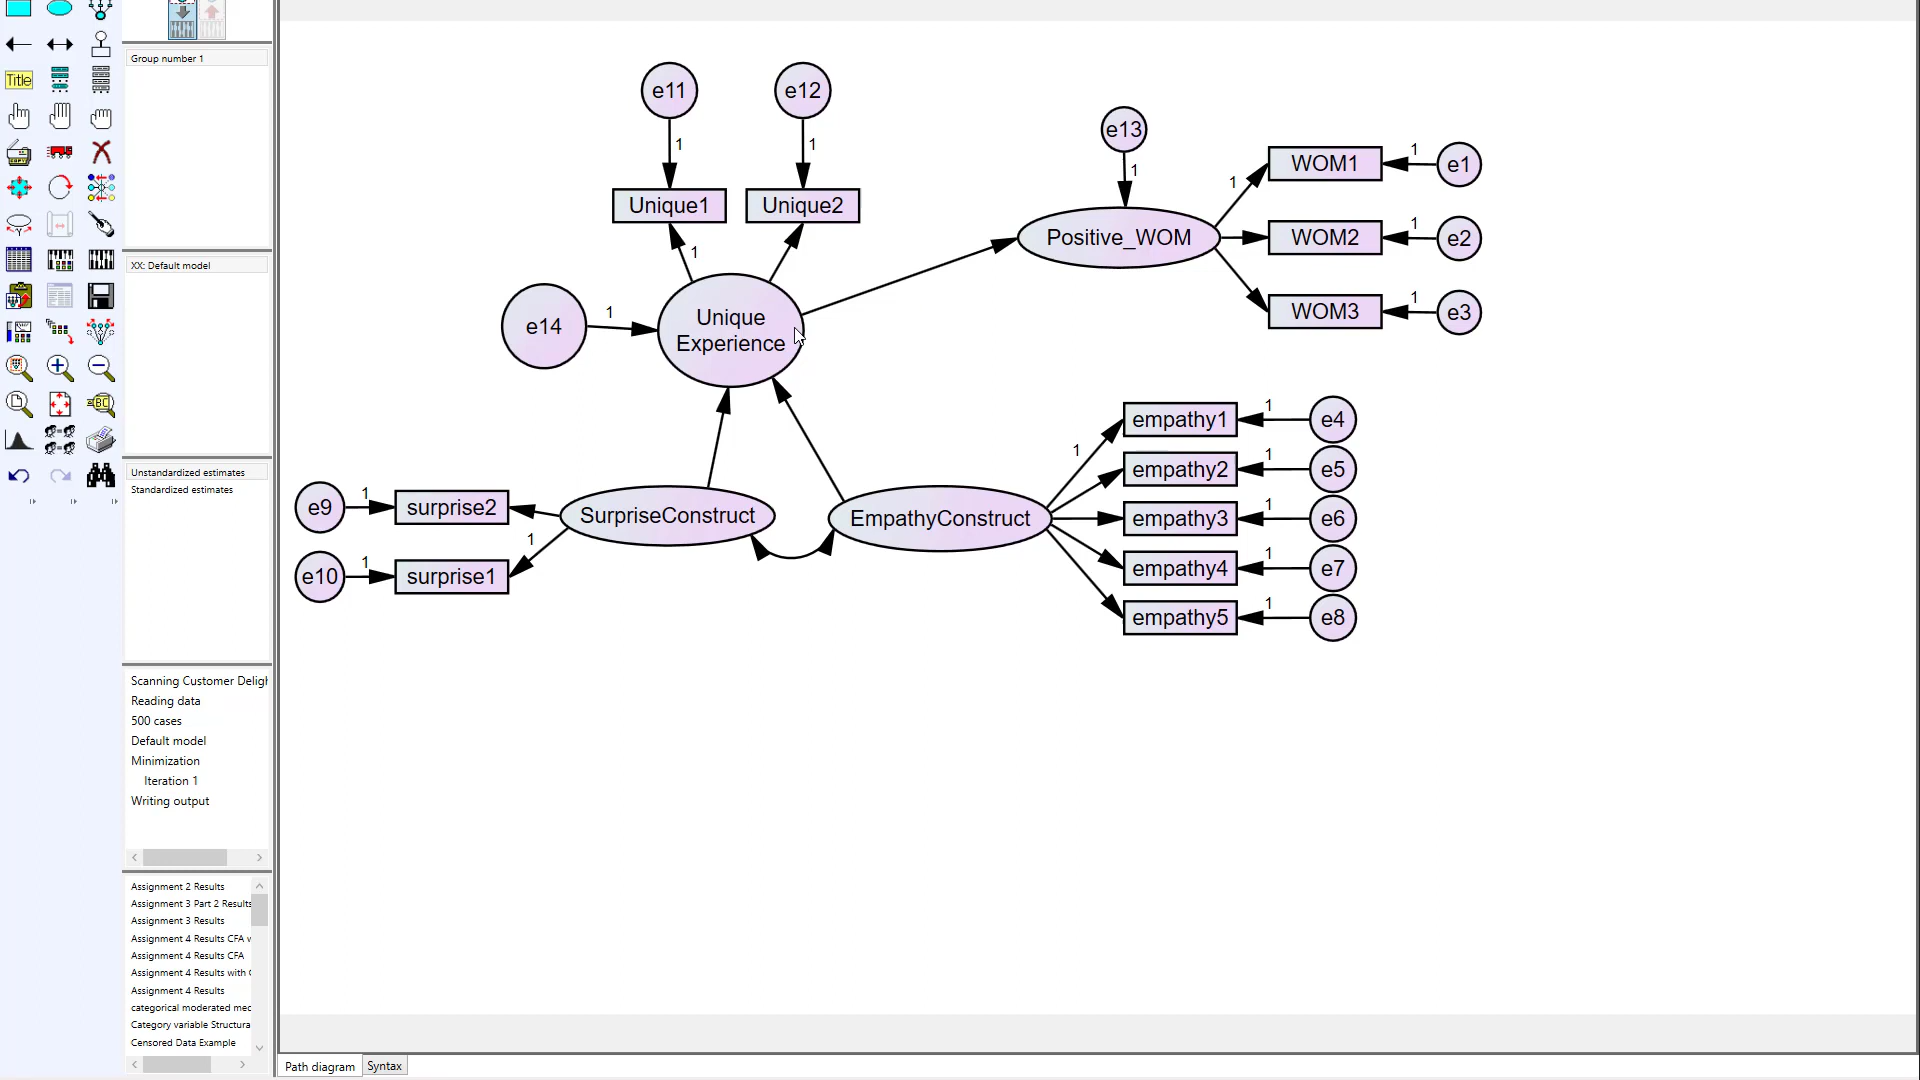 Title
Group number 1
XX: Default model
Unstandardized estimates
Standardized estimates
Scanning Customer Deligh
Reading data
500 cases
Default model
Minimization
Iteration 1
Writing output
Assignment 2 Results
Assignment 3 Part 2 Results
Assignment 3 Results
Assignment 4 Results CFA w
Assignment 4 Results CFA
Assignment 4 Results with
Assignment 4 Results
categorical moderated med
Category variable Structura
Censored Data Example
e11
e12
1
1
Unique1
Unique2
1
e14
1
Unique
Experience
e13
1
Positive_WOM
1
WOM1
1
e1
WOM2
1
e2
WOM3
1
e3
e9
1
surprise2
e10
1
surprise1
1
SurpriseConstruct
EmpathyConstruct
1
empathy1
1
e4
empathy2
1
e5
empathy3
1
e6
empathy4
1
e7
empathy5
1
e8
Path diagram
Syntax